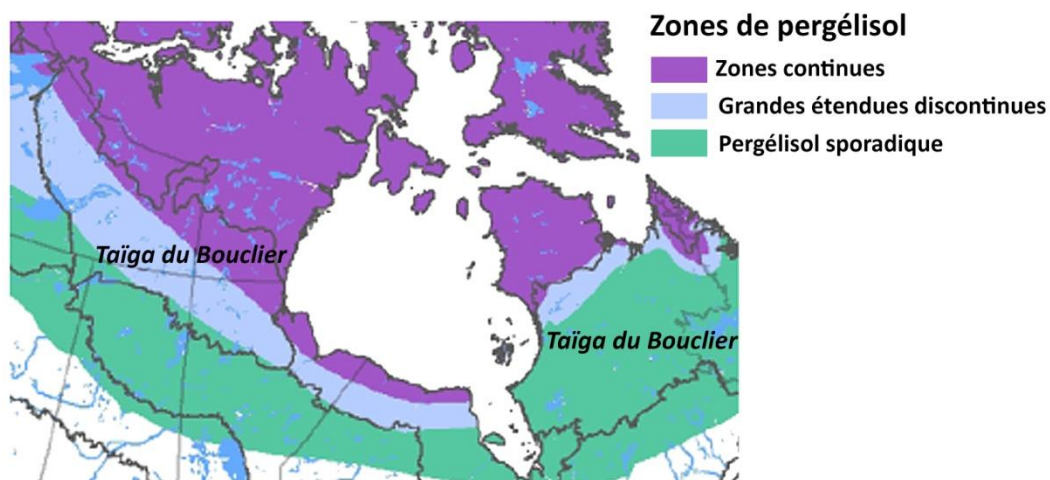 Zones de pergélisol
Zones continues
Grandes étendues discontinues
Pergélisol sporadique
Taïga du Bouclier
Taïga du Bouclier